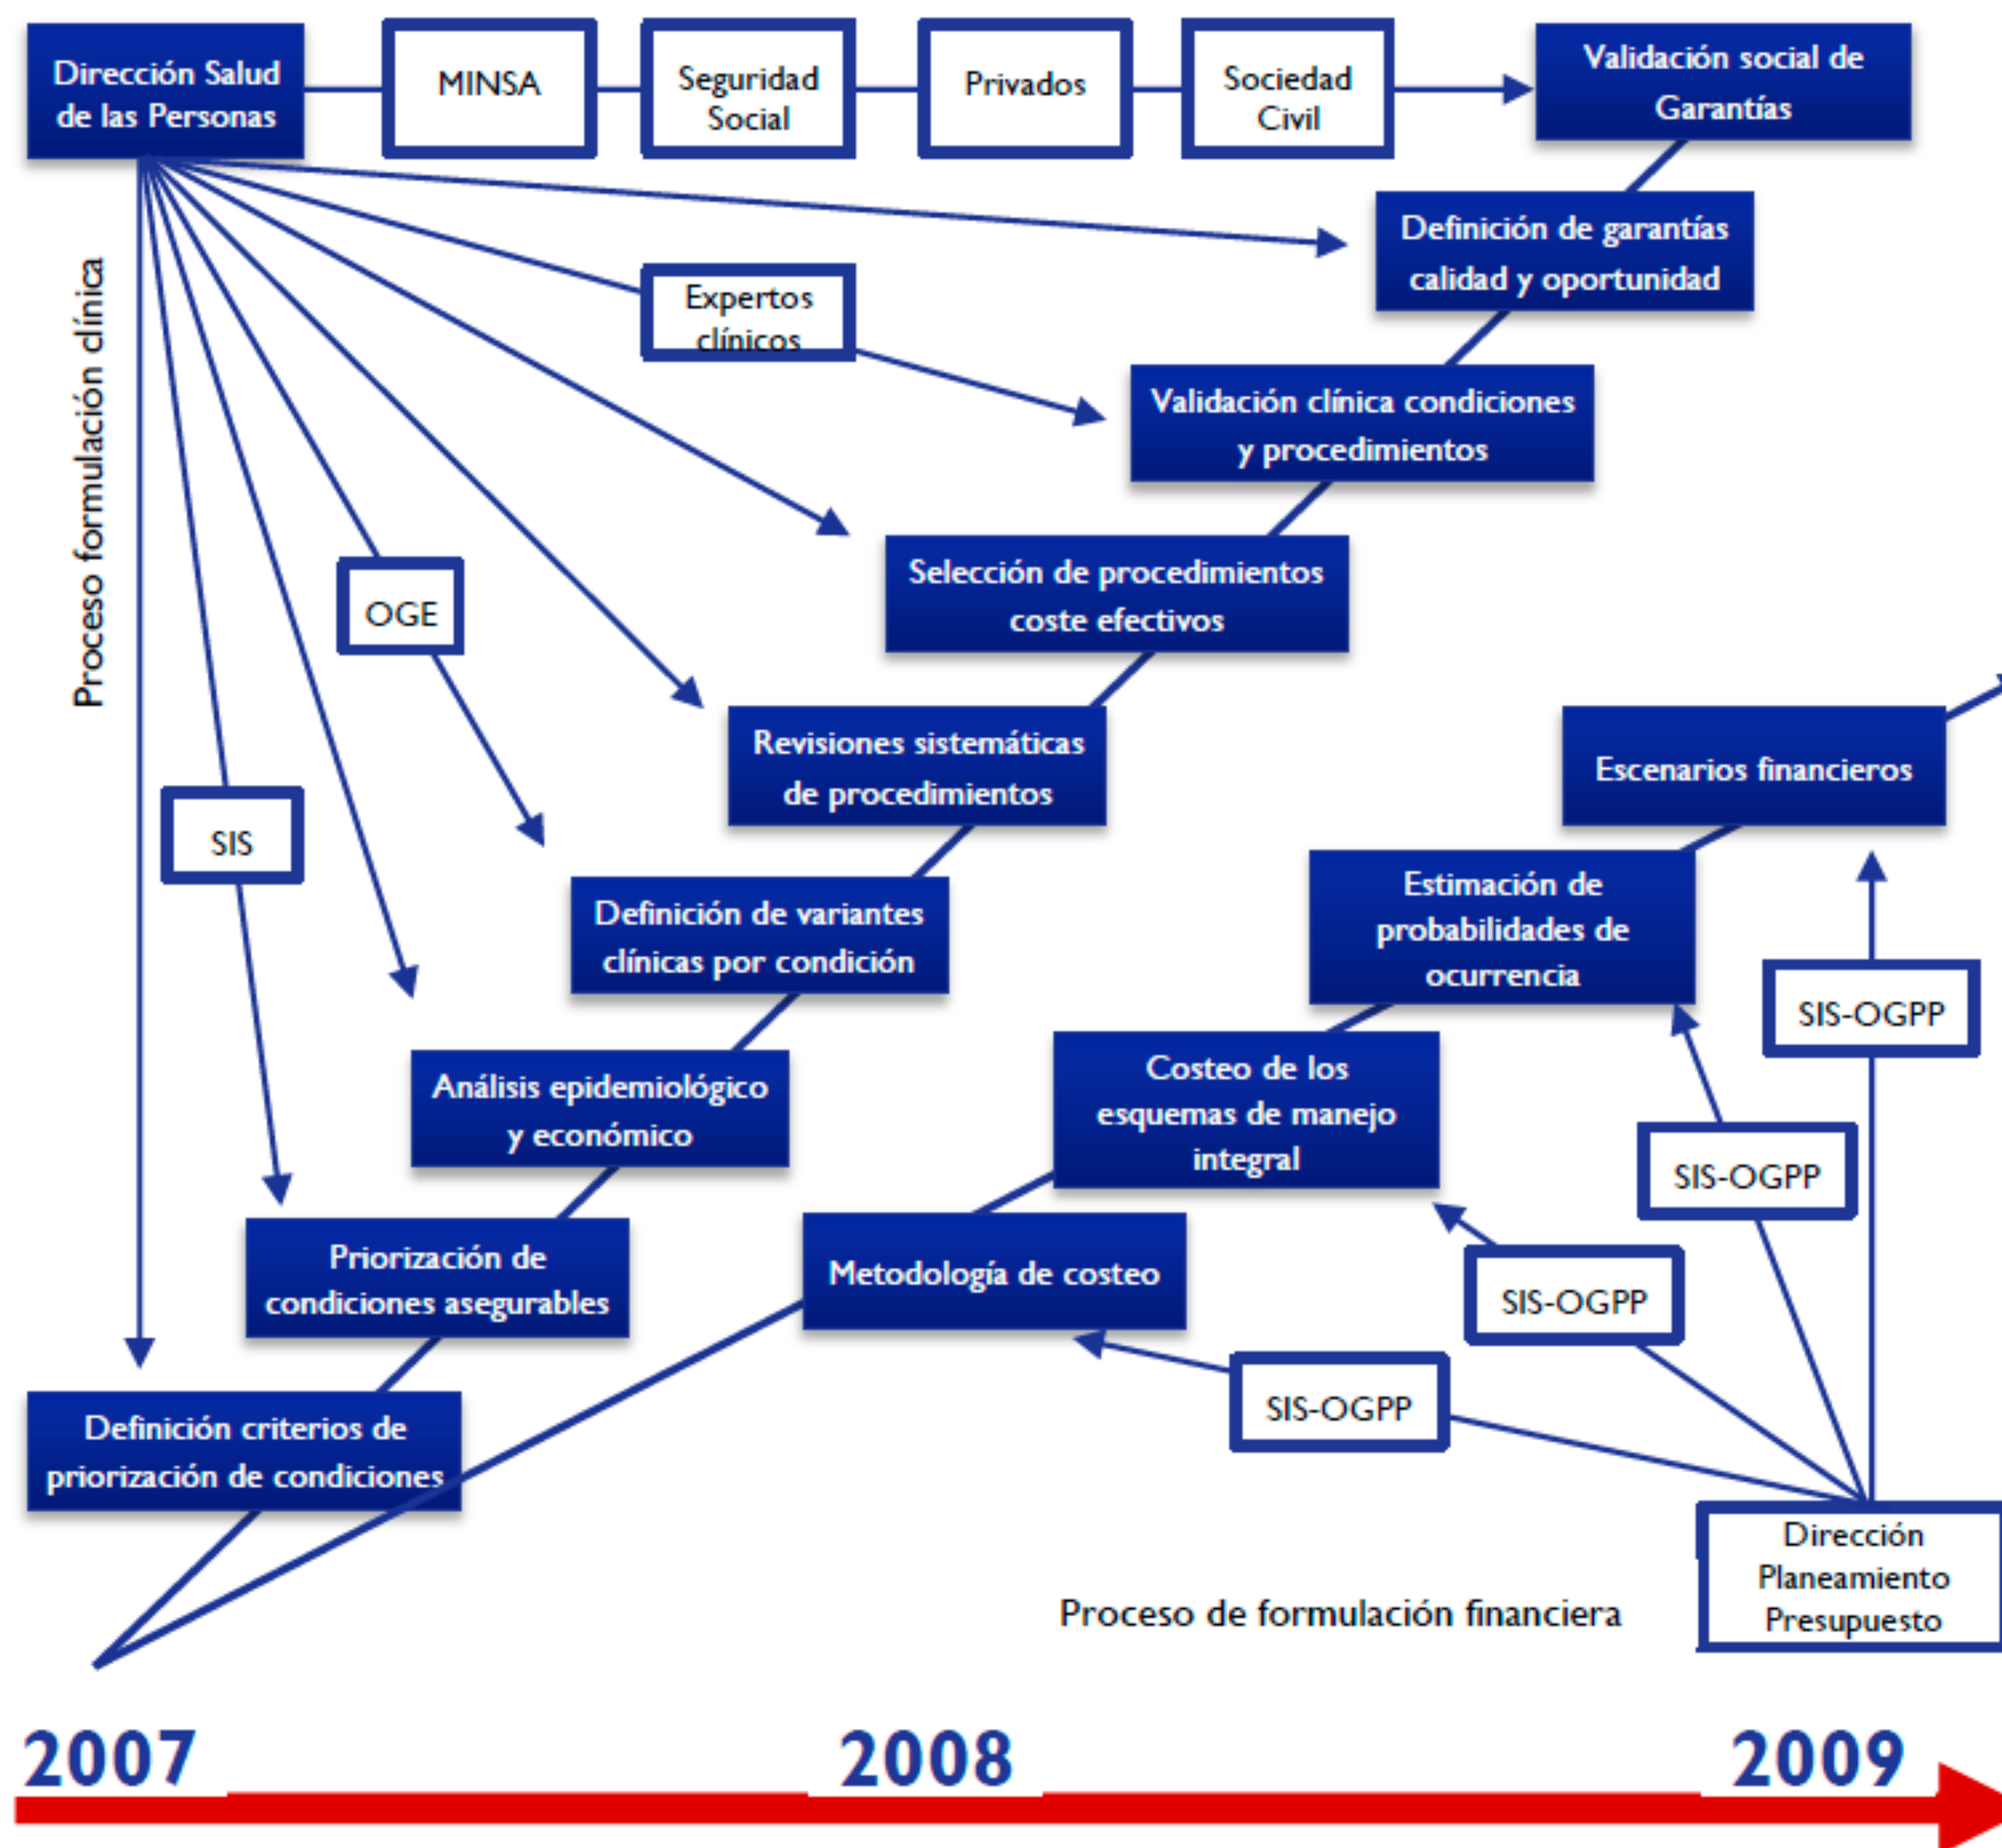 Dirección Salud
de las Personas
MINSA
Seguridad
Social
Privados
Sociedad
Civil
Validación social de
Garantías
Definición de garantías
calidad y oportunidad
Expertos
clínicos
Validación clínica condiciones
y procedimientos
Proceso formulación clínica
Selección de procedimientos
coste efectivos
OGE
Revisiones sistemáticas
de procedimientos
Escenarios financieros
SIS
Definición de variantes
clínicas por condición
Estimación de
probabilidades de
ocurrencia
SIS-OGPP
Análisis epidemiológico
y económico
Costeo de los
esquemas de manejo
integral
SIS-OGPP
Priorización de
condiciones asegurables
Metodología de costeo
SIS-OGPP
SIS-OGPP
Definición criterios de
priorización de condiciones
Dirección
Planeamiento
Presupuesto
Proceso de formulación financiera
2007
2008
2009